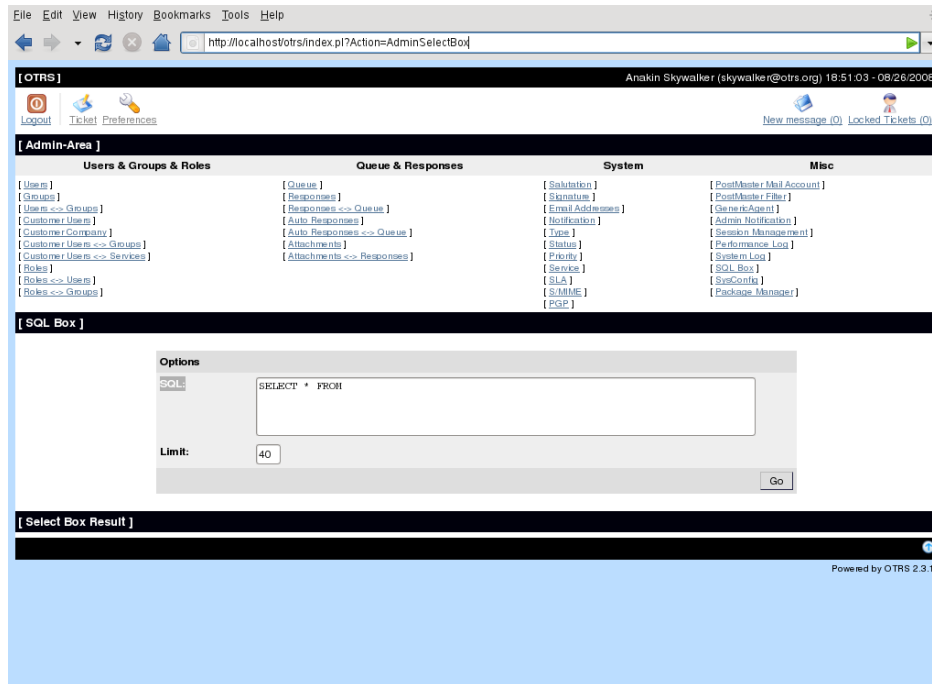 File Edit View History Bookmarks Tools Help
http://localhost/otrs/index.pl?Action=AdminSelectBox
[ OTRS ] Anakin Skywalker (skywalker@otrs.org) 18:51:03 - 08/26/2008
Logout Ticket Preferences New message (0) Locked Tickets (0)
[ Admin-Area ]
Users & Groups & Roles Queue & Responses System Misc
[ Users ] [ Queue ] [ Salutation ] [ PostMaster Mail Account ]
[ Groups ] [ Responses ] [ Signature ] [ PostMaster Filter ]
[ Users <-> Groups ] [ Responses <-> Queue ] [ Email Addresses ] [ GenericAgent ]
[ Customer Users ] [ Auto Responses ] [ Notification ] [ Admin Notification ]
[ Customer Company ] [ Auto Responses <-> Queue ] [ Type ] [ Session Management ]
[ Customer Users <-> Groups ] [ Attachments ] [ Status ] [ Performance Log ]
[ Customer Users <-> Services ] [ Attachments <-> Responses ] [ Priority ] [ System Log ]
[ Roles ] [ Service ] [ SQL Box ]
[ Roles <-> Users ] [ SLA ] [ SysConfig ]
[ Roles <-> Groups ] [ S/MIME ] [ Package Manager ]
[ PGP ]
[ SQL Box ]
Options
SQL: SELECT * FROM
Limit: 40
Go
[ Select Box Result ]
Powered by OTRS 2.3.1